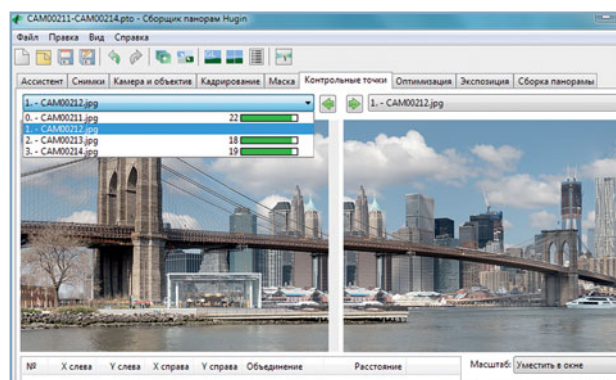 CAM00211-CAM00214.pto - Сборщик панорам Hugin
Файл Правка Вид Справка
Ассистент Снимки Камера и объектив Кадрирование Маска Контрольные точки Оптимизация Экспозиция Сборка панорамы
1. - CAM00212.jpg 1. - CAM00212.jpg
0. - CAM00211.jpg 22
1. - CAM00212.jpg
2. - CAM00213.jpg 18
3. - CAM00214.jpg 19
№ X слева Y слева X справа Y справа Объединение Расстояние Масштаб: Уместить в окне